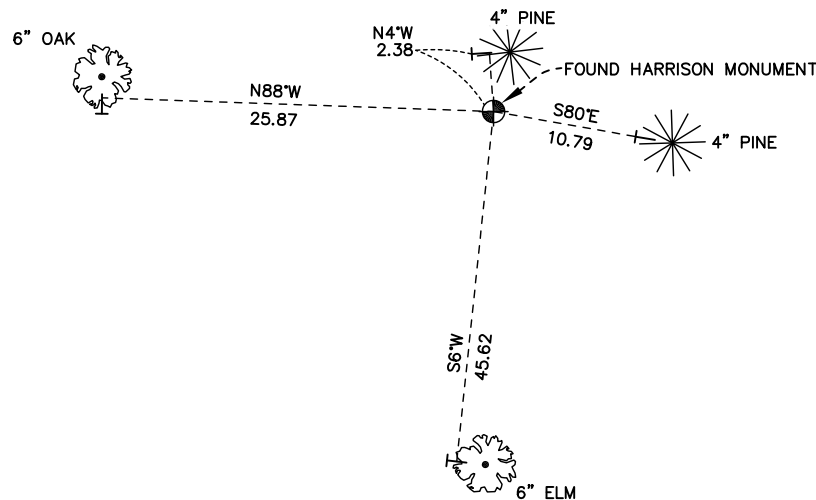 4" PINE
N4°W
2.38
6" OAK
FOUND HARRISON MONUMENT
N88°W
25.87
S80°E
10.79
4" PINE
S6°W
45.62
6" ELM